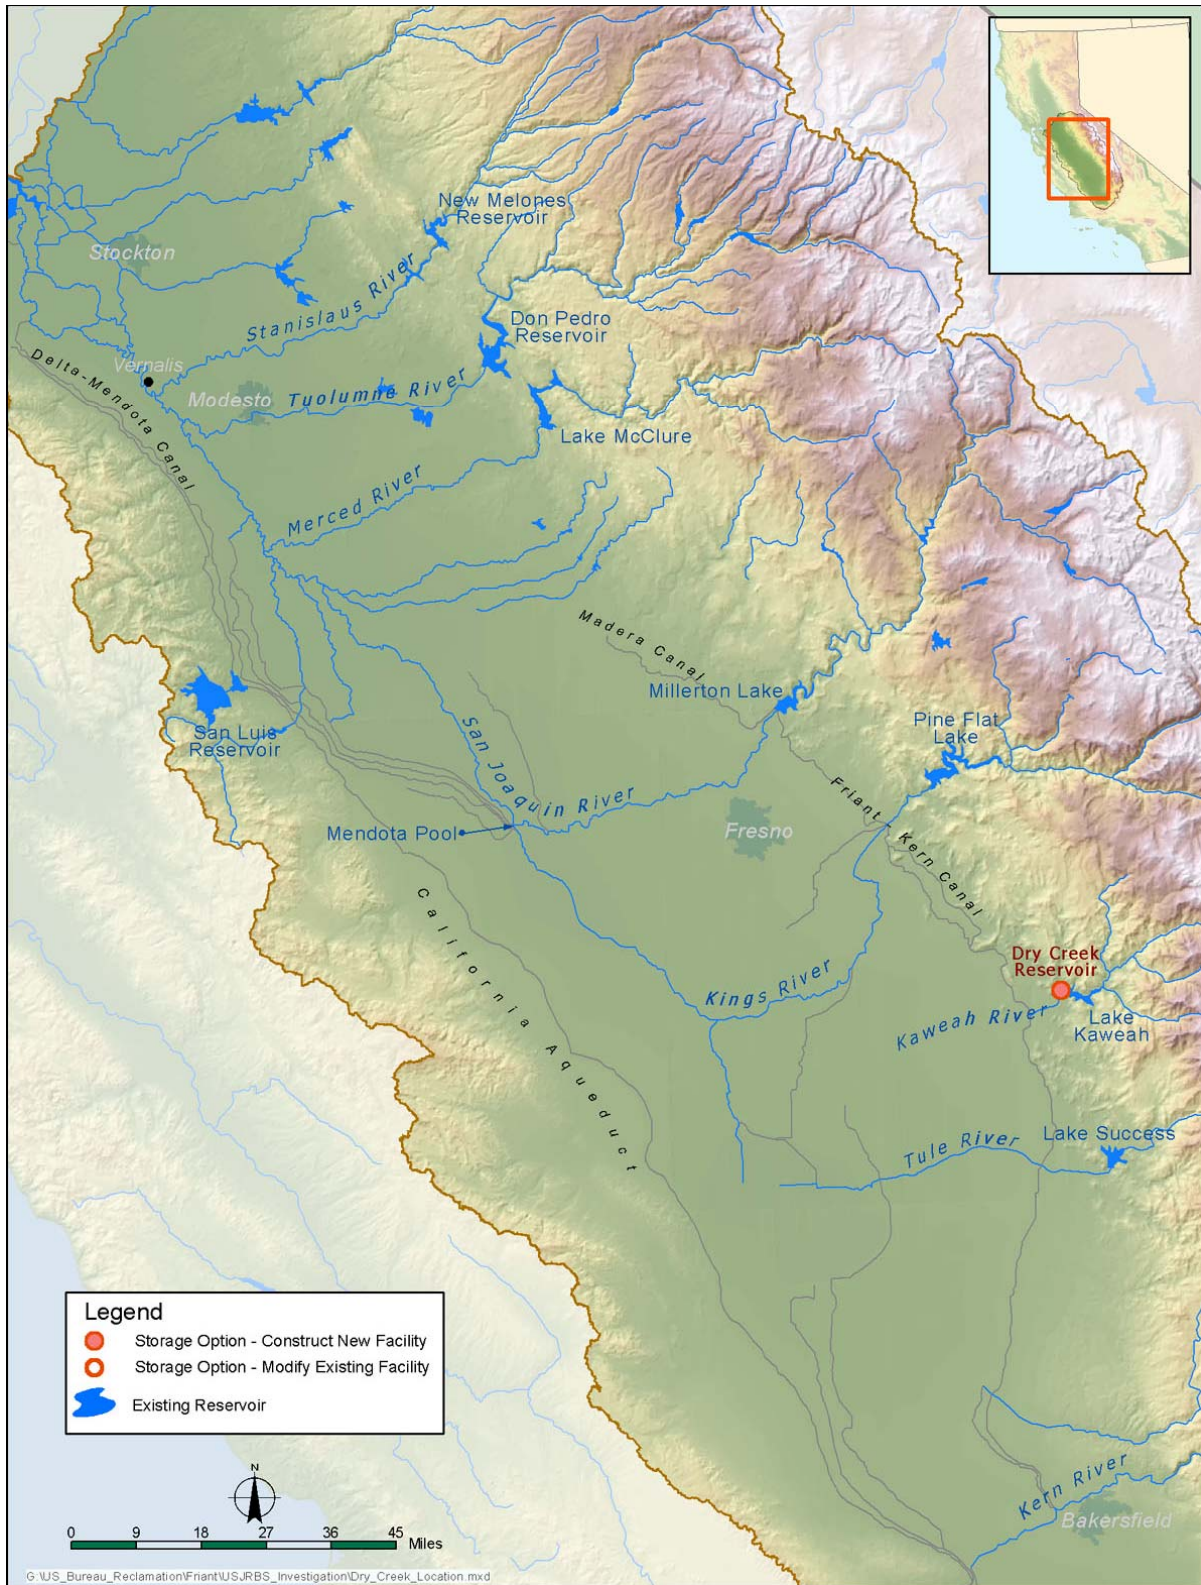 New Melones
Reservoir
Stockton
Stanislaus River
Don Pedro
Reservoir
Vernalis
Delta-Mendota Canal
Modesto
Tuolumne River
Lake McClure
Merced River
Madera Canal
Millerton Lake
San Luis
Reservoir
San Joaquin River
Pine Flat
Lake
Mendota Pool
Fresno
Friant - Kern Canal
California Aqueduct
Dry Creek
Reservoir
Kings River
Kaweah River
Lake
Kaweah
Lake Success
Tule River
Legend
Storage Option - Construct New Facility
Storage Option - Modify Existing Facility
Existing Reservoir
N
0 9 18 27 36 45
Miles
Kern River
Bakersfield
G:\US_Bureau_Reclamation\Friant\USJRBS_Investigation\Dry_Creek_Location.mxd